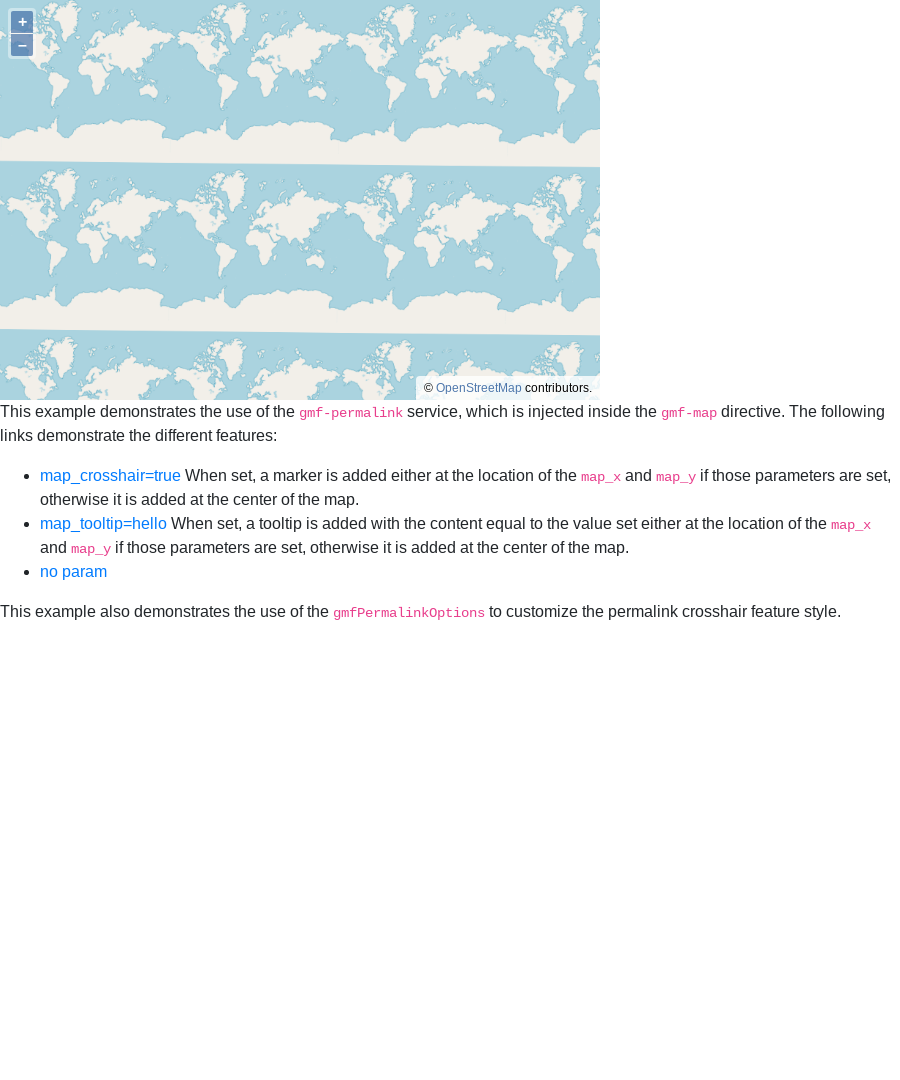 +
−
© OpenStreetMap contributors.
This example demonstrates the use of the gmf-permalink service, which is injected inside the gmf-map directive. The following
links demonstrate the different features:
map_crosshair=true When set, a marker is added either at the location of the map_x and map_y if those parameters are set,
otherwise it is added at the center of the map.
map_tooltip=hello When set, a tooltip is added with the content equal to the value set either at the location of the map_x
and map_y if those parameters are set, otherwise it is added at the center of the map.
no param
This example also demonstrates the use of the gmfPermalinkOptions to customize the permalink crosshair feature style.